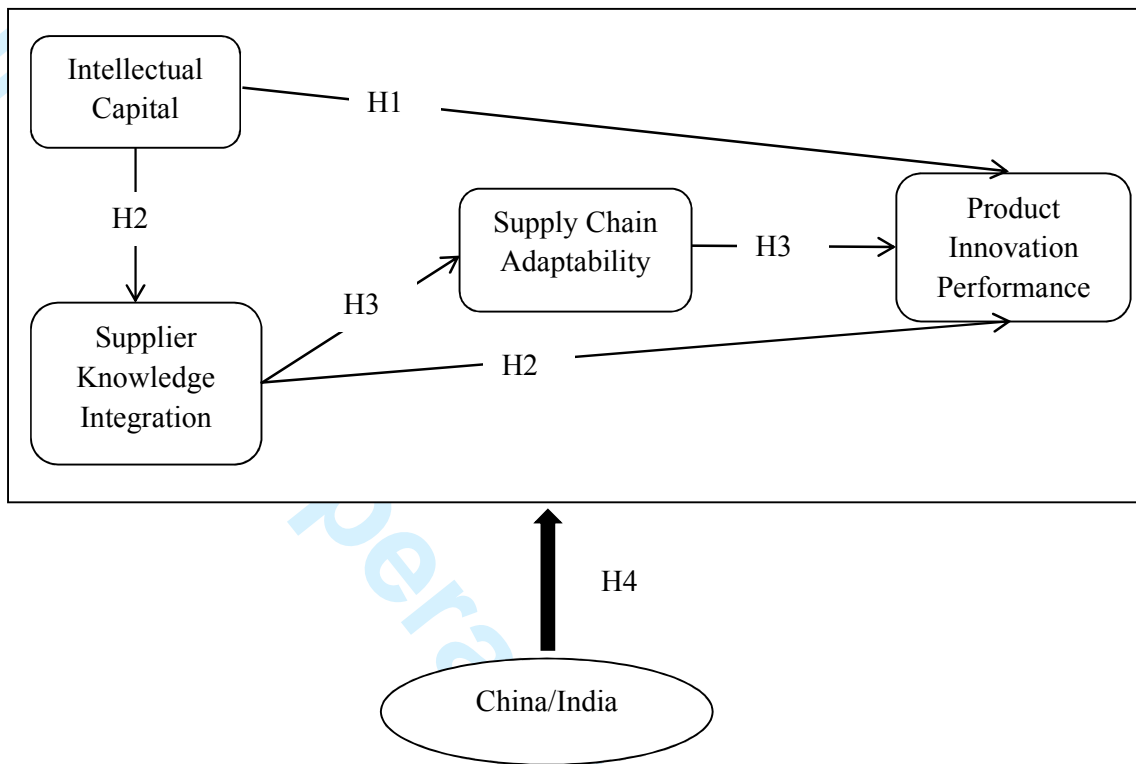 Intellectual
Capital
H1
H2
Supply Chain
Adaptability
H3
Product
Innovation
Performance
H3
Supplier
Knowledge
Integration
H2
H4
China/India
pera